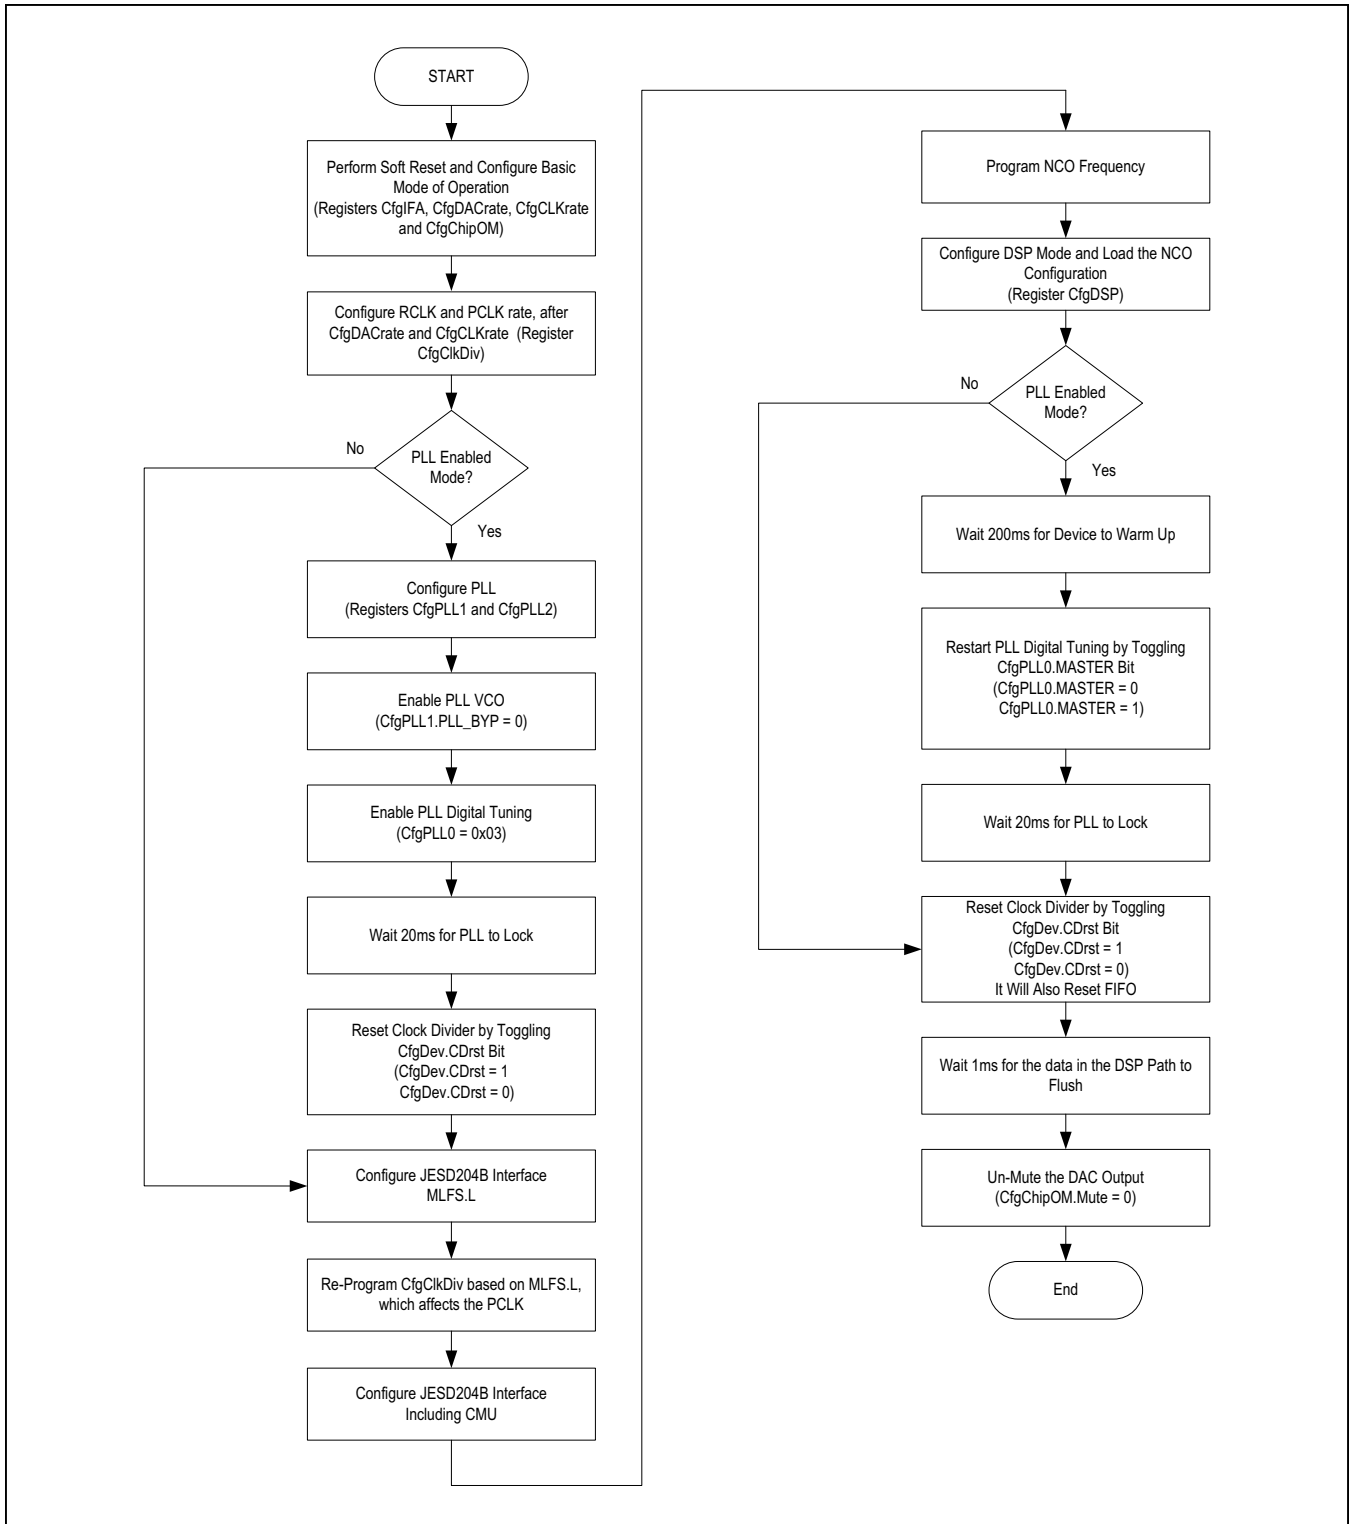 START
Perform Soft Reset and Configure Basic
Mode of Operation
(Registers CfgIFA, CfgDACrate, CfgCLKrate
and CfgChipOM)
Configure RCLK and PCLK rate, after
CfgDACrate and CfgCLKrate (Register
CfgClkDiv)
No
PLL Enabled
Mode?
Yes
Configure PLL
(Registers CfgPLL1 and CfgPLL2)
Enable PLL VCO
(CfgPLL1.PLL_BYP = 0)
Enable PLL Digital Tuning
(CfgPLL0 = 0x03)
Wait 20ms for PLL to Lock
Reset Clock Divider by Toggling
CfgDev.CDrst Bit
(CfgDev.CDrst = 1
CfgDev.CDrst = 0)
Configure JESD204B Interface
MLFS.L
Re-Program CfgClkDiv based on MLFS.L,
which affects the PCLK
Configure JESD204B Interface
Including CMU
Program NCO Frequency
Configure DSP Mode and Load the NCO
Configuration
(Register CfgDSP)
No
PLL Enabled
Mode?
Yes
Wait 200ms for Device to Warm Up
Restart PLL Digital Tuning by Toggling
CfgPLL0.MASTER Bit
(CfgPLL0.MASTER = 0
CfgPLL0.MASTER = 1)
Wait 20ms for PLL to Lock
Reset Clock Divider by Toggling
CfgDev.CDrst Bit
(CfgDev.CDrst = 1
CfgDev.CDrst = 0)
It Will Also Reset FIFO
Wait 1ms for the data in the DSP Path to
Flush
Un-Mute the DAC Output
(CfgChipOM.Mute = 0)
End